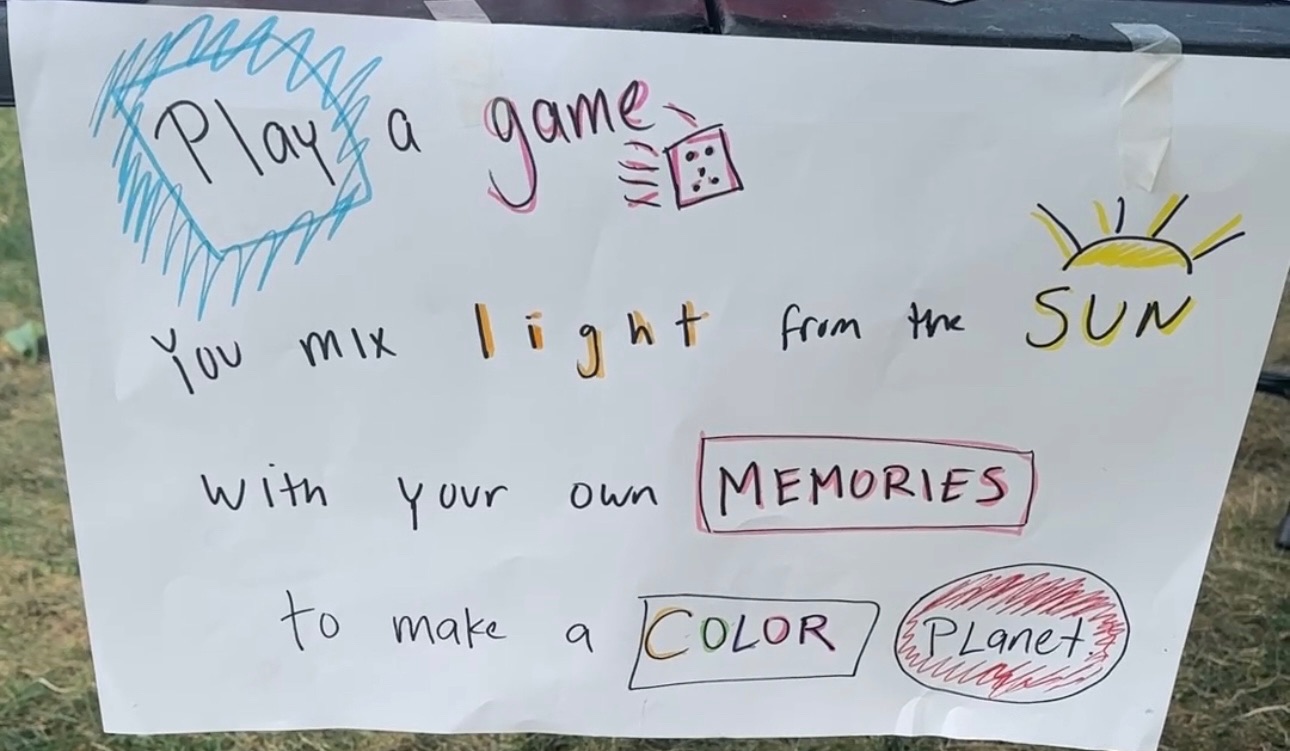 Play a game
You mix light from the SUN
with your own MEMORIES
to make a COLOR PLanet.